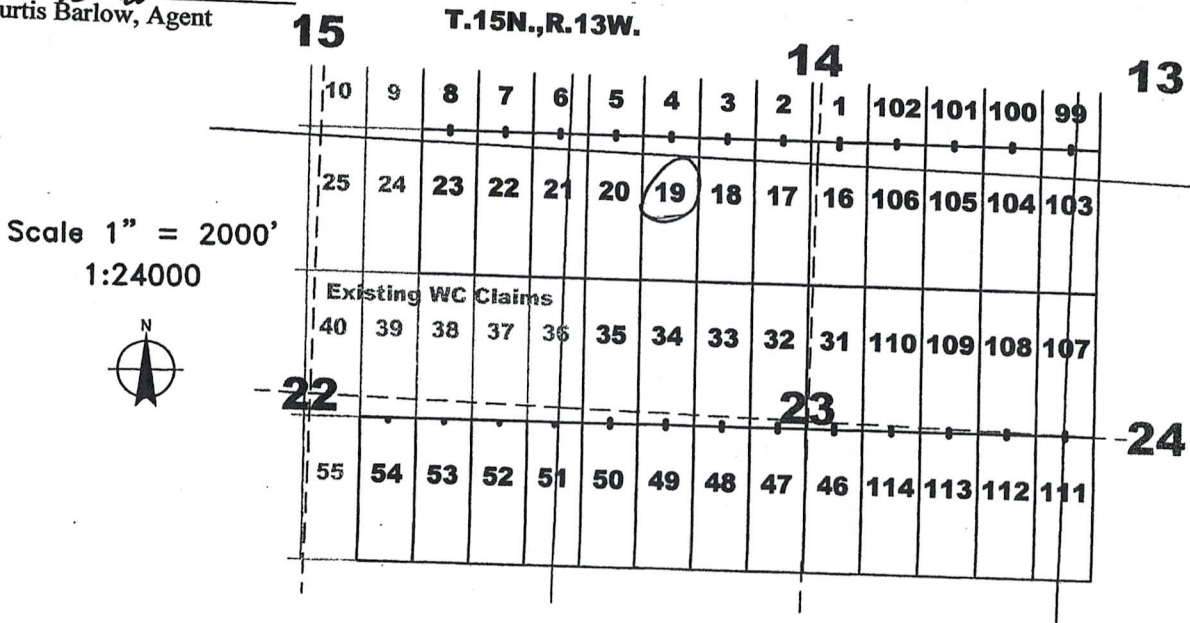 urtis Barlow, Agent
T.15N.,R.13W.
15
14
13
10 9 8 7 6 5 4 3 2 1 102 101 100 99
25 24 23 22 21 20 19 18 17 16 106 105 104 103
Scale 1" = 2000'
1:24000
Existing WC Claims
N
40 39 38 37 36 35 34 33 32 31 110 109 108 107
22
23
24
55 54 53 52 51 50 49 48 47 46 114 113 112 111